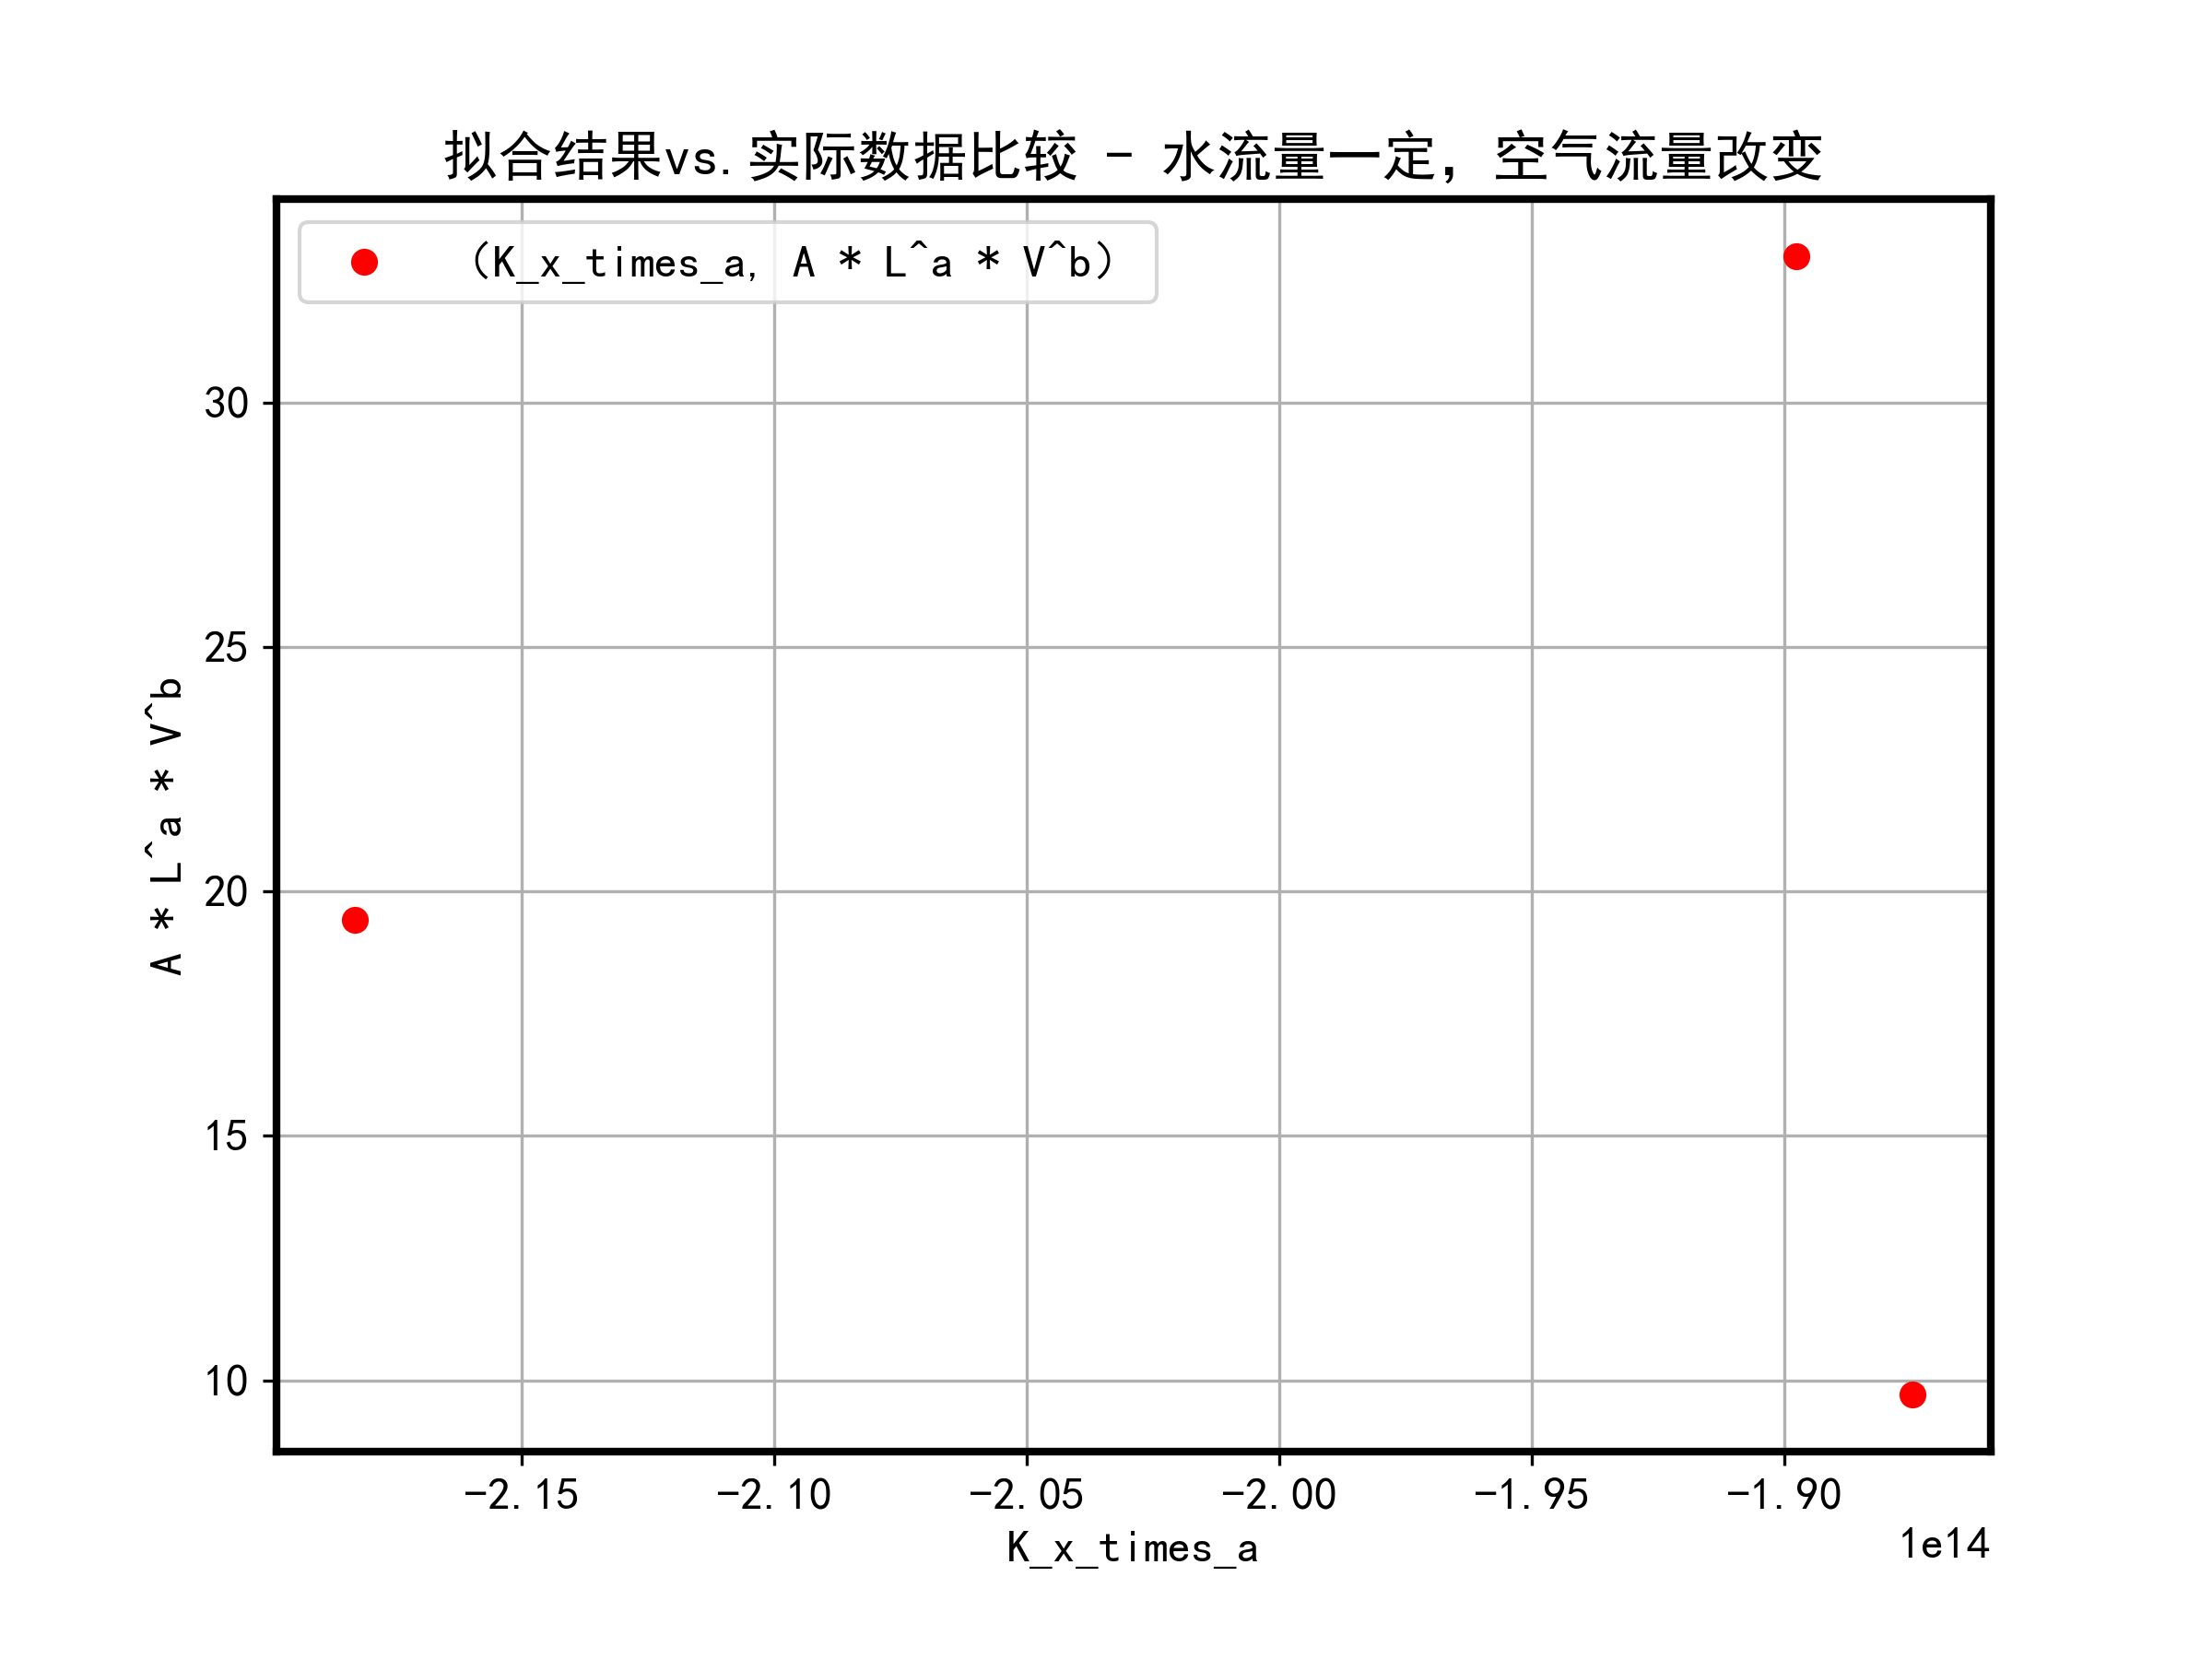 拟合结果vs.实际数据比较 - 水流量一定，空气流量改变
(K_x_times_a, A * L^a * V^b)
A * L^a * V^b
30
25
20
15
10
−2.15 −2.10 −2.05 −2.00 −1.95 −1.90
1e14
K_x_times_a